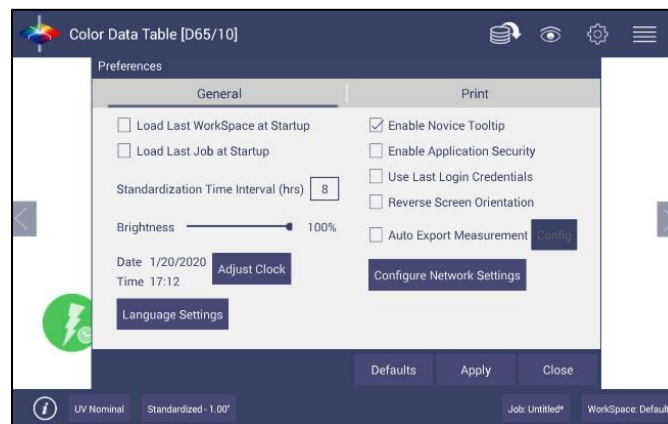 Color Data Table [D65/10]
Preferences
General
Print
Load Last WorkSpace at Startup
Load Last Job at Startup
Standardization Time Interval (hrs) 8
Brightness 100%
Date 1/20/2020
Time 17:12
Adjust Clock
Language Settings
Enable Novice Tooltip
Enable Application Security
Use Last Login Credentials
Reverse Screen Orientation
Auto Export Measurement Config
Configure Network Settings
Defaults Apply Close
i UV Nominal Standardized - 1.00" Job: Untitled* WorkSpace: Default